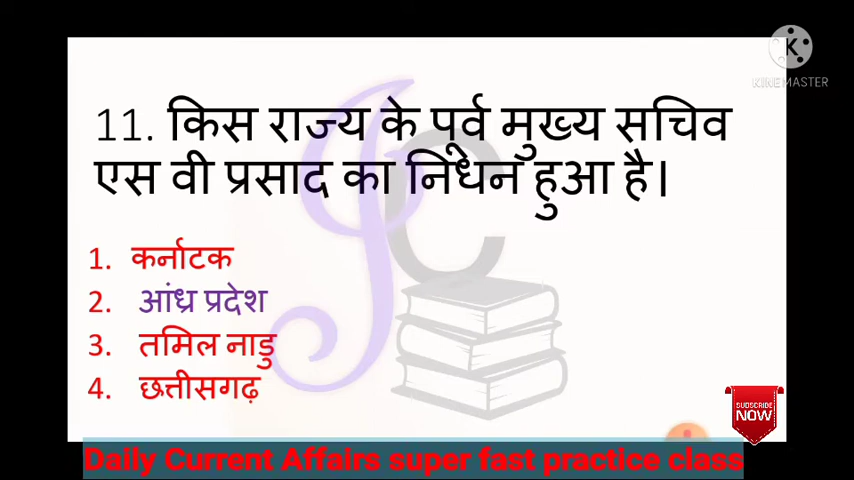 K
KINEMASTER
11. किस राज्य के पूर्व मुख्य सचिव
एस वी प्रसाद का निधन हुआ है।
1. कर्नाटक
2. आंध्र प्रदेश
3. तमिल नाडु
4. छत्तीसगढ़
SUBSCRIBE
NOW
Daily Current Affairs super fast practice class